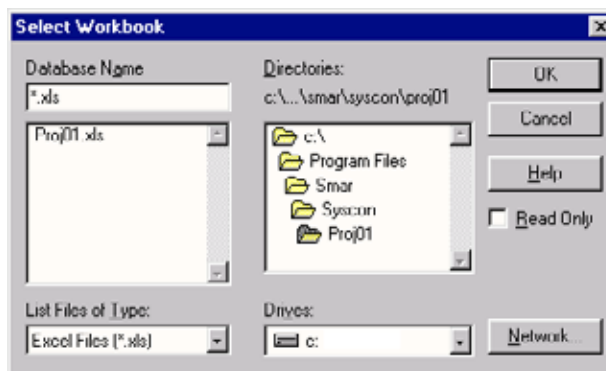 Select Workbook
Database Name
*.xls
Proj01.xls
List Files of Type:
Excel Files (*.xls)
Directories:
c:\...\smar\syscon\proj01
c:\
Program Files
Smar
Syscon
Proj01
Drives:
c:
OK
Cancel
Help
Read Only
Network...